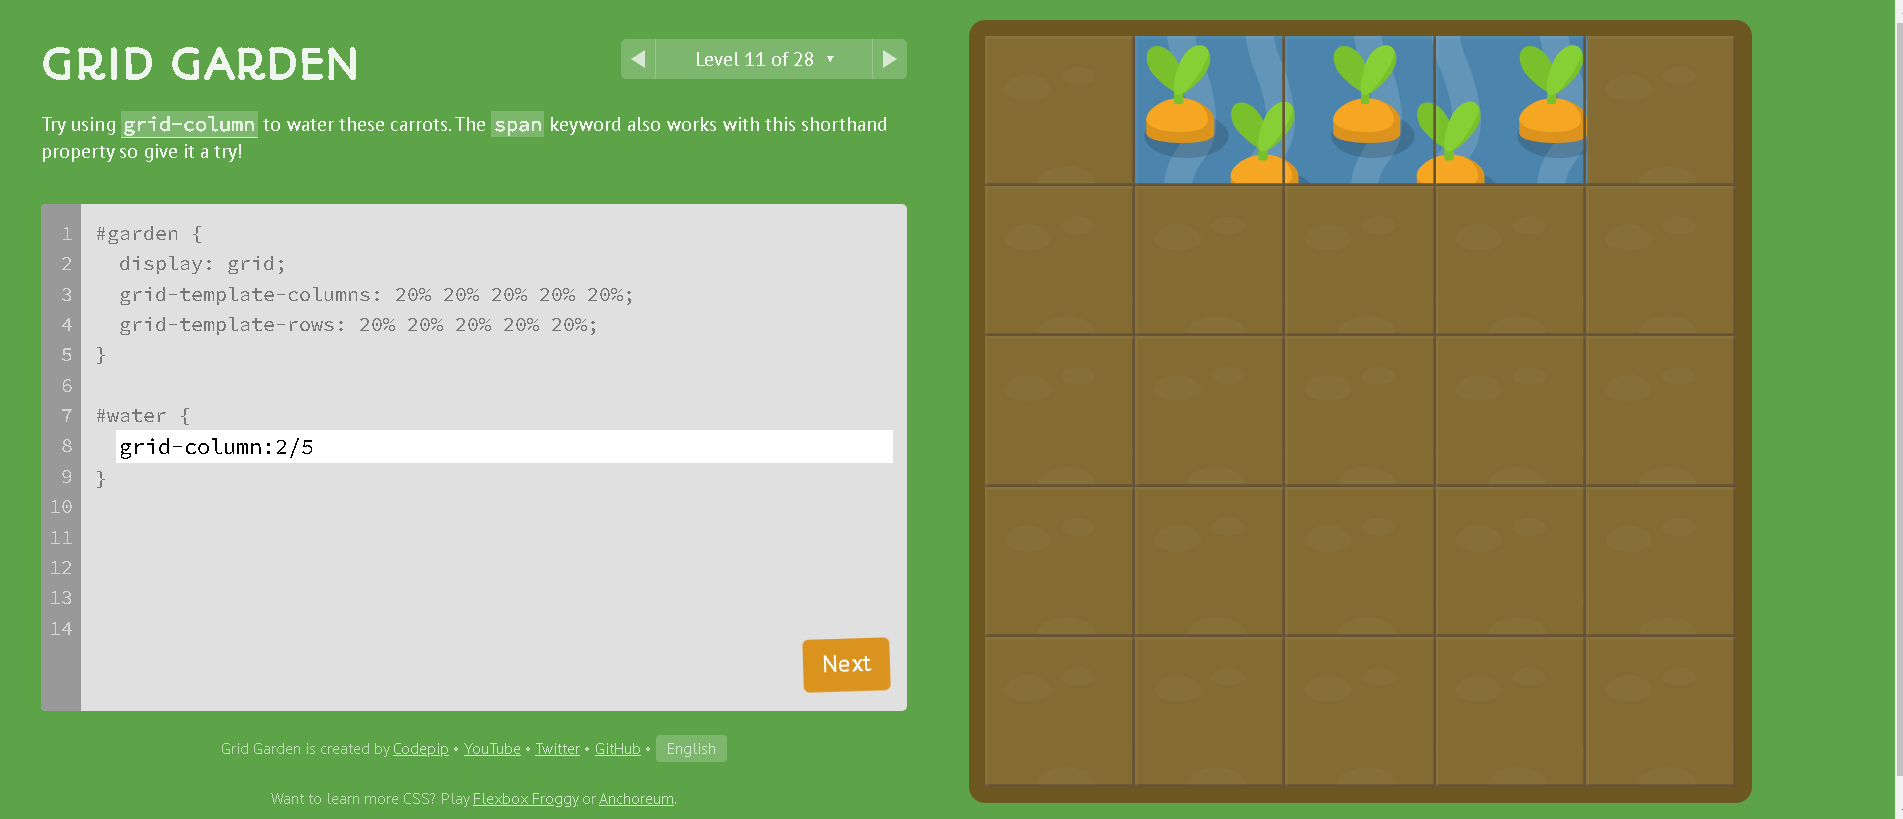 GRID GARDEN
◀ Level 11 of 28 ▼ ▶
Try using grid-column to water these carrots. The span keyword also works with this shorthand
property so give it a try!
1 #garden {
2   display: grid;
3   grid-template-columns: 20% 20% 20% 20% 20%;
4   grid-template-rows: 20% 20% 20% 20% 20%;
5 }
6
7 #water {
8   grid-column:2/5
9 }
10
11
12
13
14
Next
Grid Garden is created by Codepip • YouTube • Twitter • GitHub • English
Want to learn more CSS? Play Flexbox Froggy or Anchoreum.